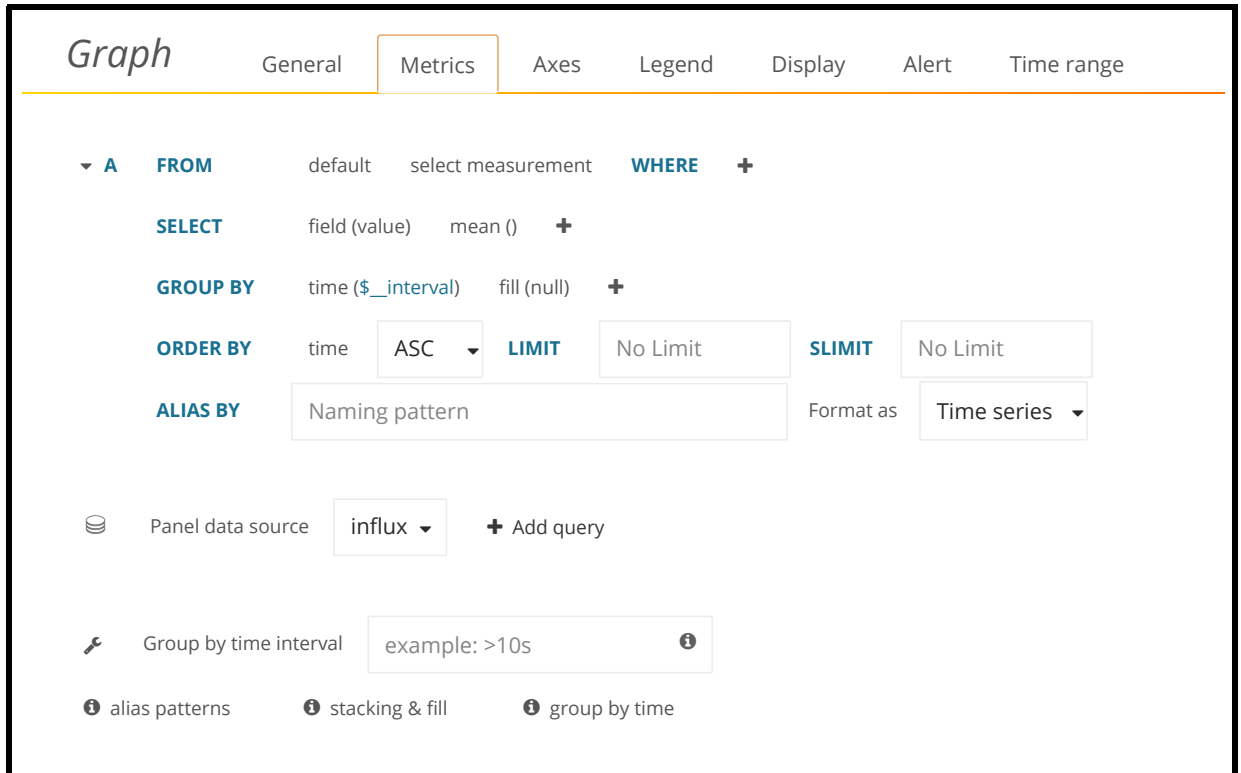 Graph General Metrics Axes Legend Display Alert Time range
A FROM default select measurement WHERE +
SELECT field (value) mean () +
GROUP BY time ($__interval) fill (null) +
ORDER BY time ASC LIMIT No Limit SLIMIT No Limit
ALIAS BY Naming pattern Format as Time series
Panel data source influx + Add query
Group by time interval example: >10s
alias patterns stacking & fill group by time